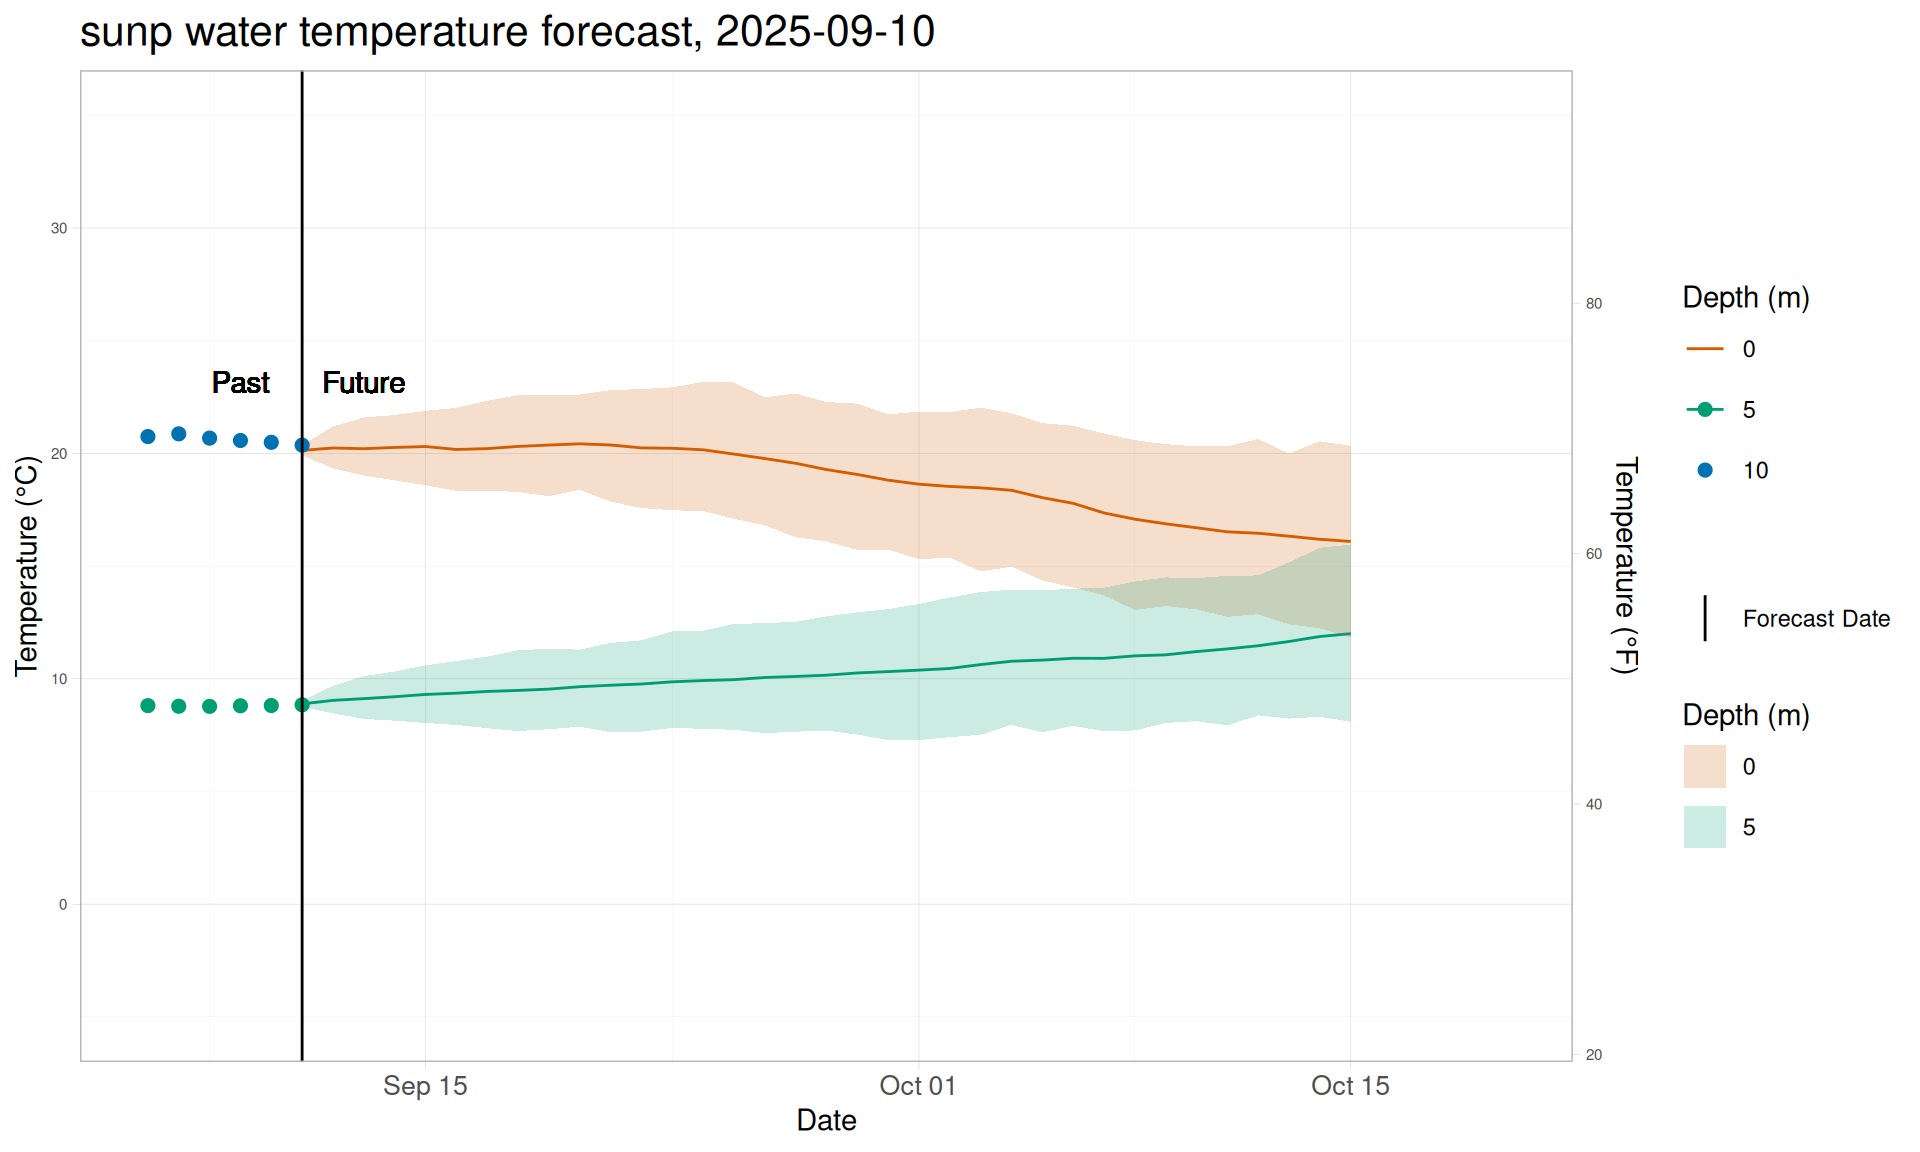 sunp water temperature forecast, 2025-09-10
Past
Future
30
20
10
0
Temperature (°C)
80
60
40
20
Temperature (°F)
Sep 15
Oct 01
Oct 15
Date
Depth (m)
0
5
10
Forecast Date
Depth (m)
0
5